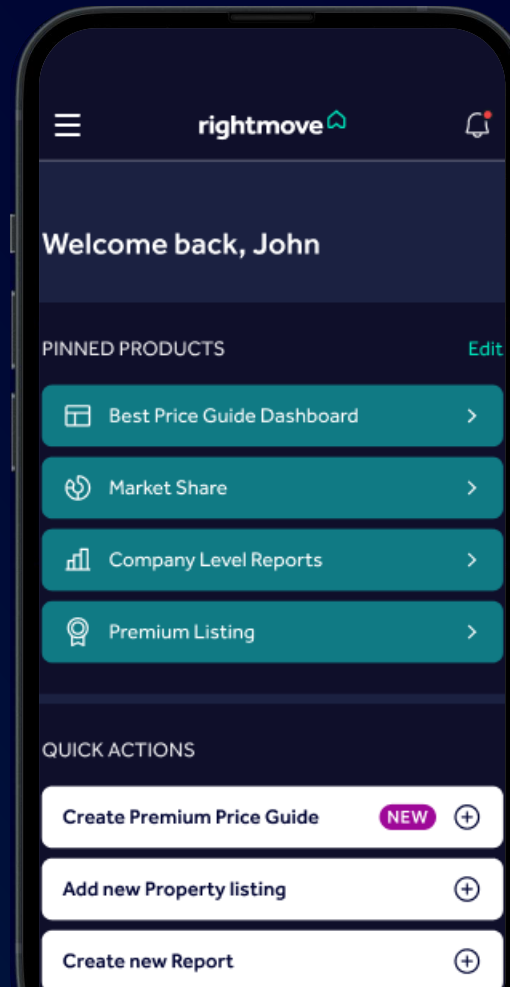 rightmove
Welcome back, John
PINNED PRODUCTS Edit
Best Price Guide Dashboard
Market Share
Company Level Reports
Premium Listing
QUICK ACTIONS
Create Premium Price Guide NEW
Add new Property listing
Create new Report